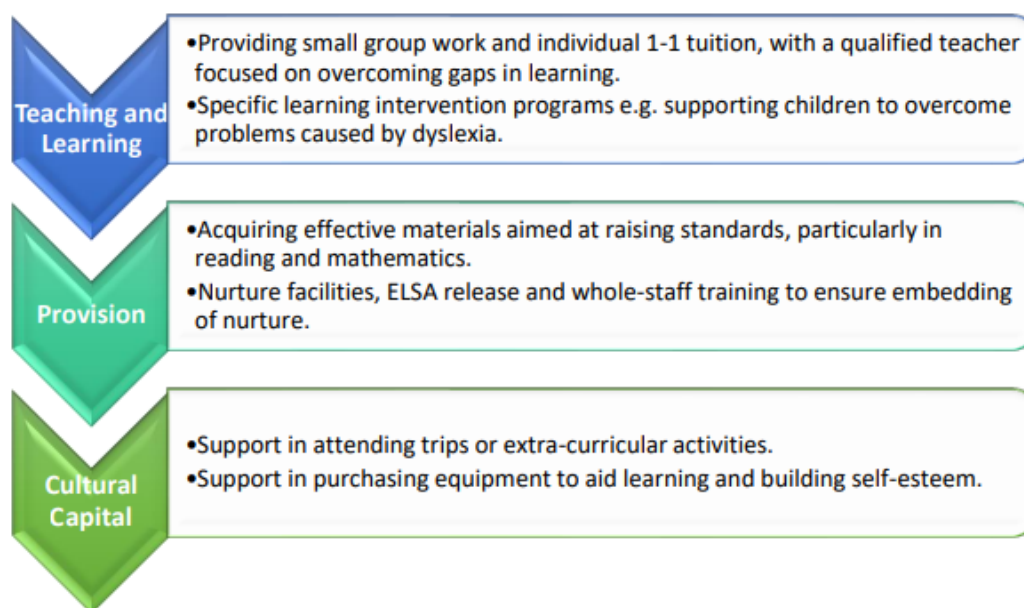 Teaching and
Learning
•Providing small group work and individual 1-1 tuition, with a qualified teacher
focused on overcoming gaps in learning.
•Specific learning intervention programs e.g. supporting children to overcome
problems caused by dyslexia.
Provision
•Acquiring effective materials aimed at raising standards, particularly in
reading and mathematics.
•Nurture facilities, ELSA release and whole-staff training to ensure embedding
of nurture.
Cultural
Capital
•Support in attending trips or extra-curricular activities.
•Support in purchasing equipment to aid learning and building self-esteem.